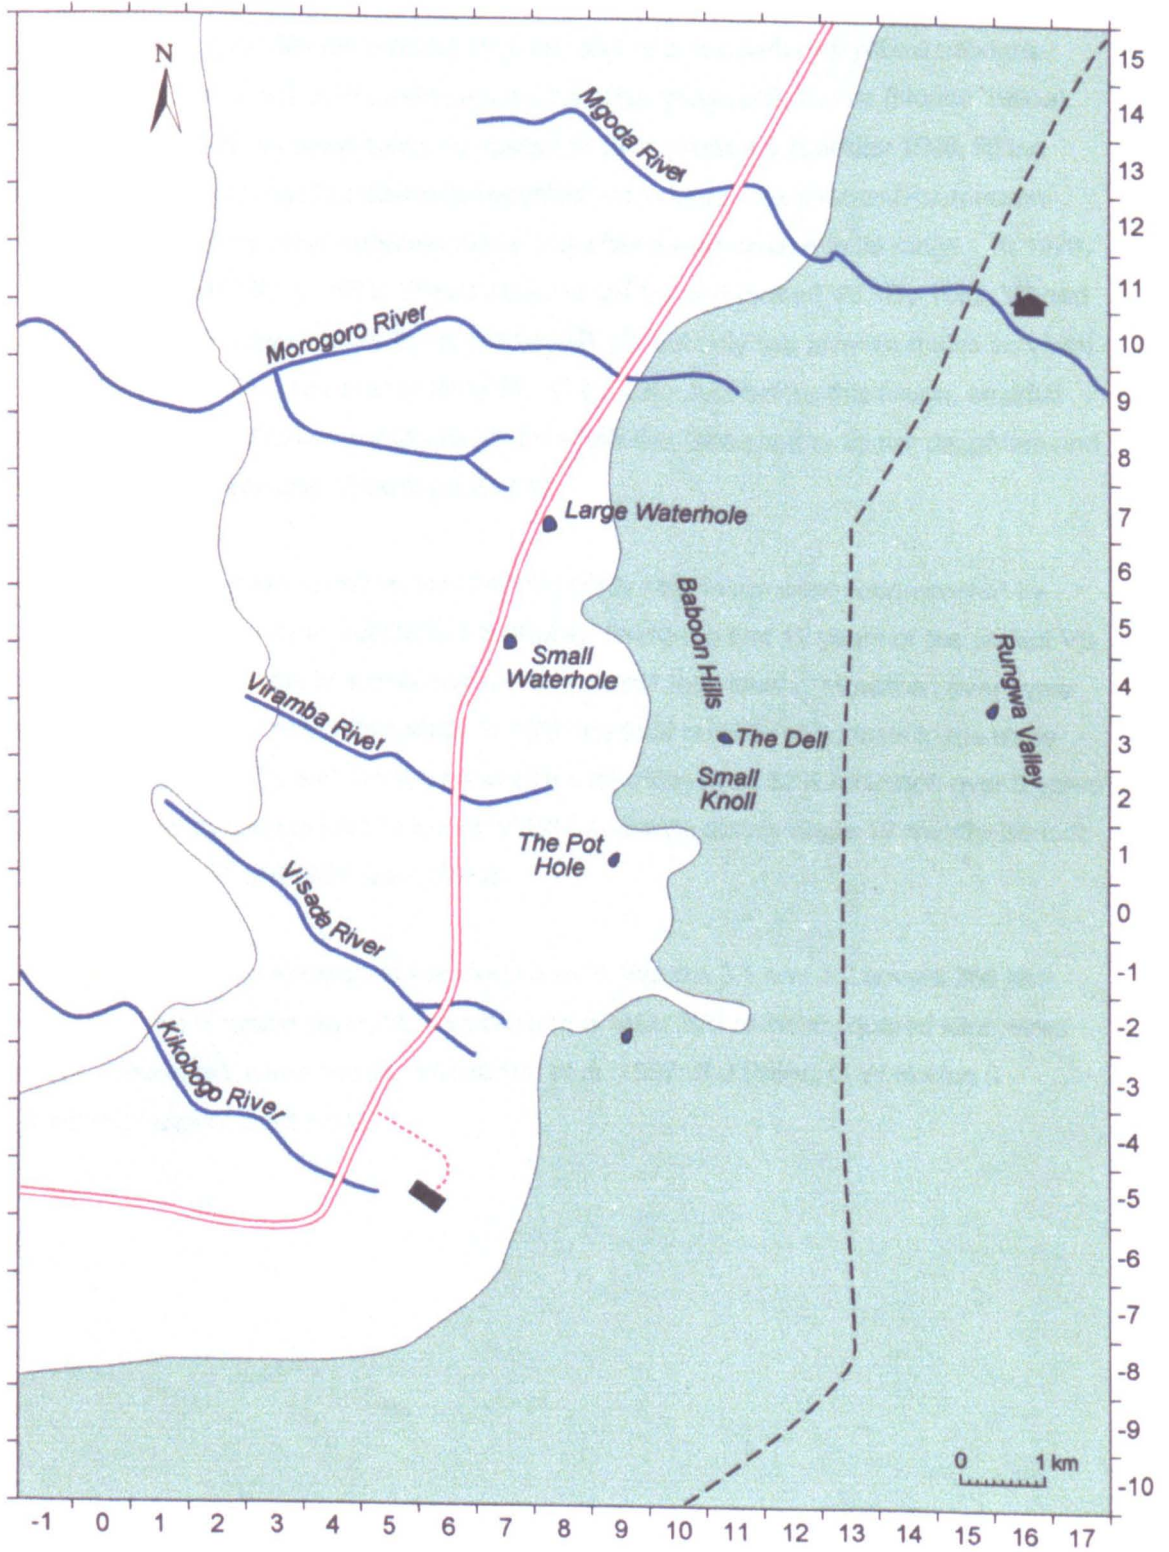 N
Mgoda River
Morogoro River
Large Waterhole
Baboon Hills
Small
Waterhole
Rungwa Valley
Viramba River
The Dell
Small
Knoll
The Pot
Hole
Visada River
Kikobogo River
0 1 km
15
14
13
12
11
10
9
8
7
6
5
4
3
2
1
0
-1
-2
-3
-4
-5
-6
-7
-8
-9
-10
-1 0 1 2 3 4 5 6 7 8 9 10 11 12 13 14 15 16 17